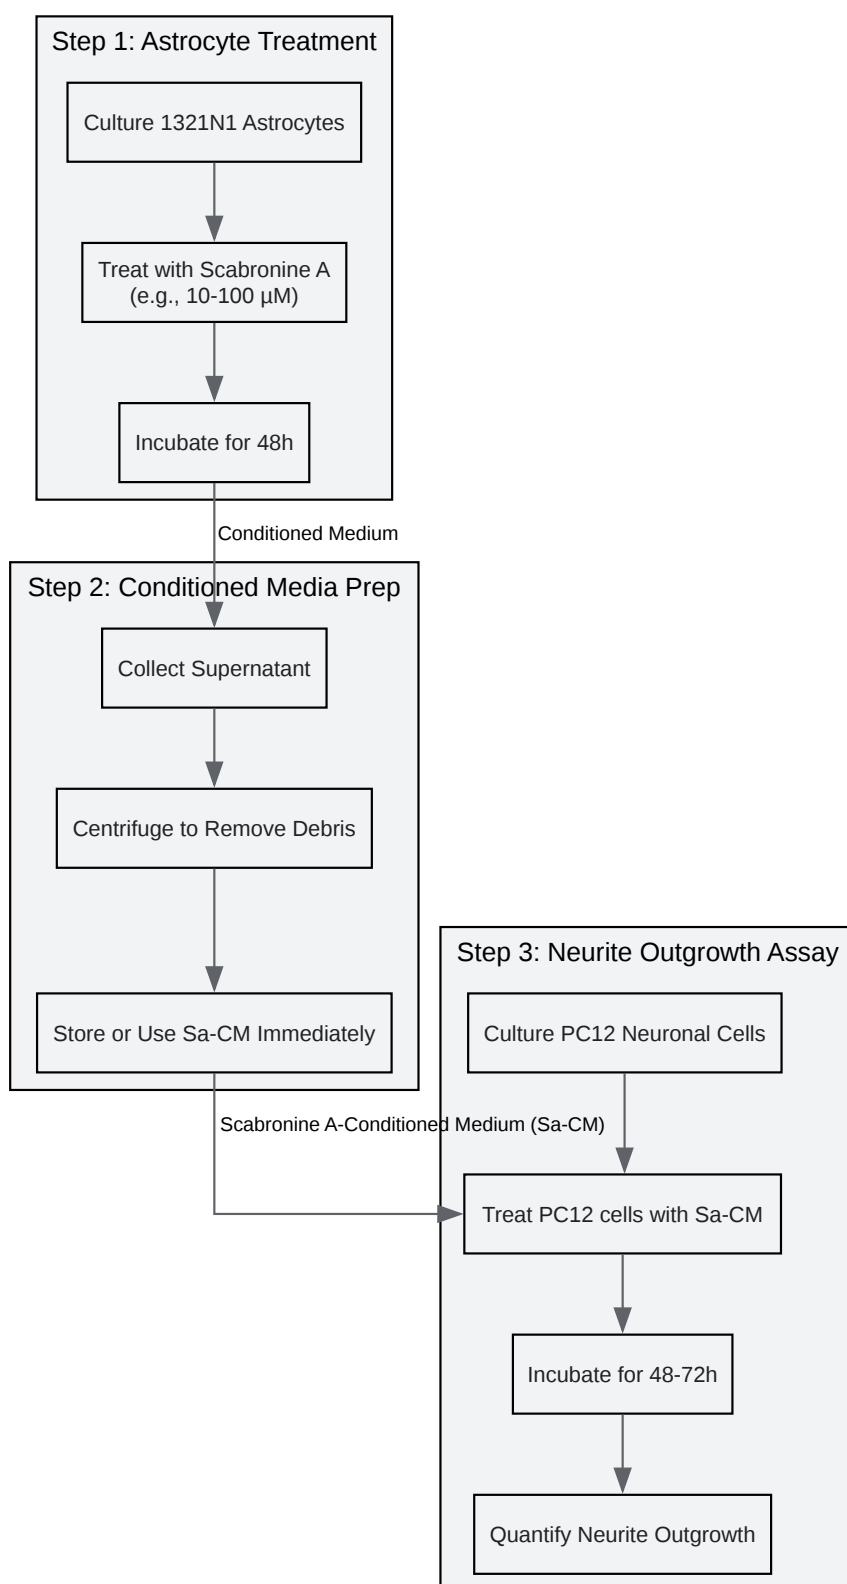 Step 1: Astrocyte Treatment
Culture 1321N1 Astrocytes
Treat with Scabronine A
(e.g., 10-100 µM)
Incubate for 48h
Conditioned Medium
Step 2: Conditioned Media Prep
Collect Supernatant
Centrifuge to Remove Debris
Store or Use Sa-CM Immediately
Scabronine A-Conditioned Medium (Sa-CM)
Step 3: Neurite Outgrowth Assay
Culture PC12 Neuronal Cells
Treat PC12 cells with Sa-CM
Incubate for 48-72h
Quantify Neurite Outgrowth